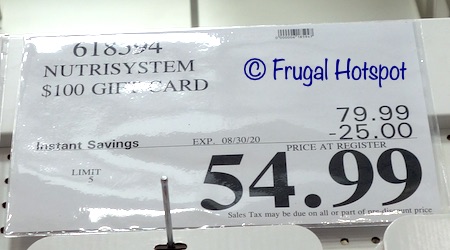 618594
NUTRISYSTEM
$100 GIFT CARD
© Frugal Hotspot
79.99
-25.00
Instant Savings EXP. 08/30/20 PRICE AT REGISTER
LIMIT
5
54.99
Sales Tax may be due on all or part of pre-discount price